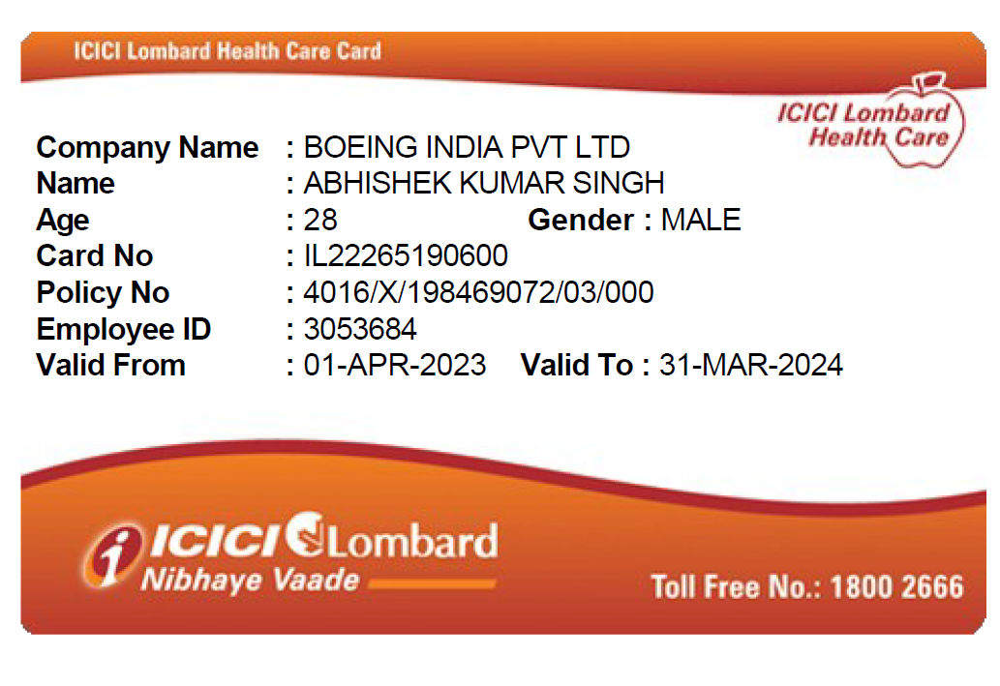 ICICI Lombard Health Care Card
ICICI Lombard
Health Care
Company Name : BOEING INDIA PVT LTD
Name : ABHISHEK KUMAR SINGH
Age : 28 Gender : MALE
Card No : IL22265190600
Policy No : 4016/X/198469072/03/000
Employee ID : 3053684
Valid From : 01-APR-2023 Valid To : 31-MAR-2024
i ICICI Lombard
Nibhaye Vaade
Toll Free No.: 1800 2666